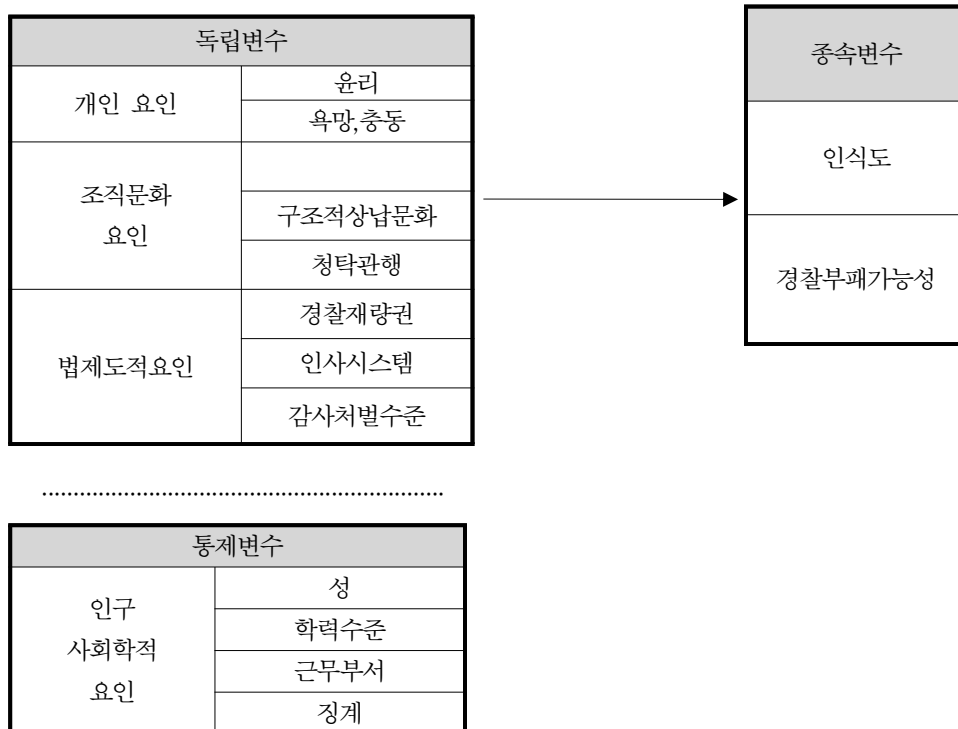 독립변수
개인 요인
윤리
욕망,충동
조직문화
요인
구조적상납문화
청탁관행
법제도적요인
경찰재량권
인사시스템
감사처벌수준
종속변수
인식도
경찰부패가능성
통제변수
인구
사회학적
요인
성
학력수준
근무부서
징계